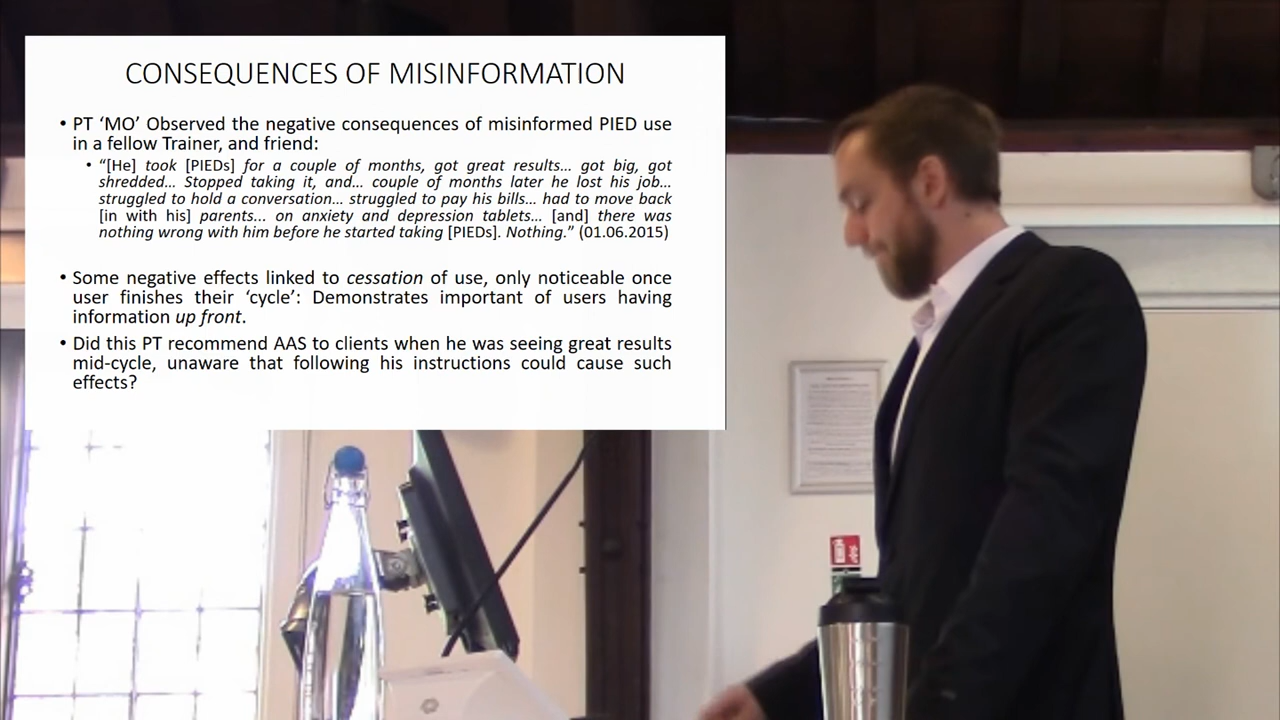 CONSEQUENCES OF MISINFORMATION
• PT ‘MO’ Observed the negative consequences of misinformed PIED use
in a fellow Trainer, and friend:
• “[He] took [PIEDs] for a couple of months, got great results... got big, got
shredded... Stopped taking it, and... couple of months later he lost his job...
struggled to hold a conversation... struggled to pay his bills... had to move back
[in with his] parents... on anxiety and depression tablets... [and] there was
nothing wrong with him before he started taking [PIEDs]. Nothing.” (01.06.2015)
• Some negative effects linked to cessation of use, only noticeable once
user finishes their ‘cycle’: Demonstrates important of users having
information up front.
• Did this PT recommend AAS to clients when he was seeing great results
mid-cycle, unaware that following his instructions could cause such
effects?